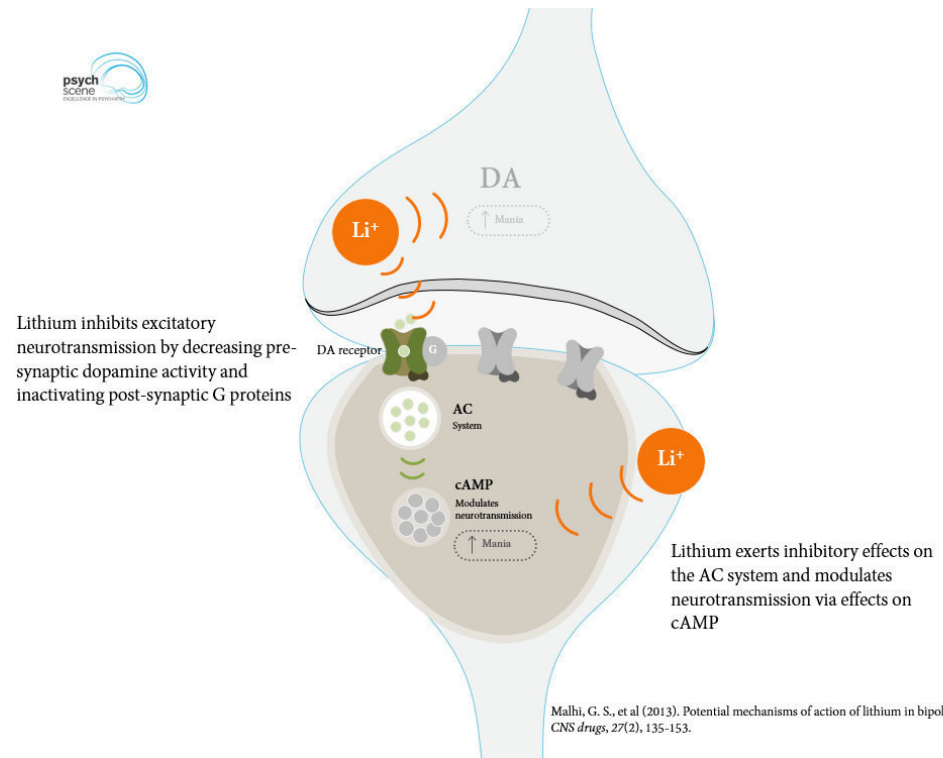 psych
scene
EXCELLENCE IN PSYCHIATRY
DA
↑ Mania
Li+
Lithium inhibits excitatory
neurotransmission by decreasing pre-
synaptic dopamine activity and
inactivating post-synaptic G proteins
DA receptor
G
AC
System
cAMP
Modulates
neurotransmission
↑ Mania
Li+
Lithium exerts inhibitory effects on
the AC system and modulates
neurotransmission via effects on
cAMP
Malhi, G. S., et al (2013). Potential mechanisms of action of lithium in bipol
CNS drugs, 27(2), 135-153.